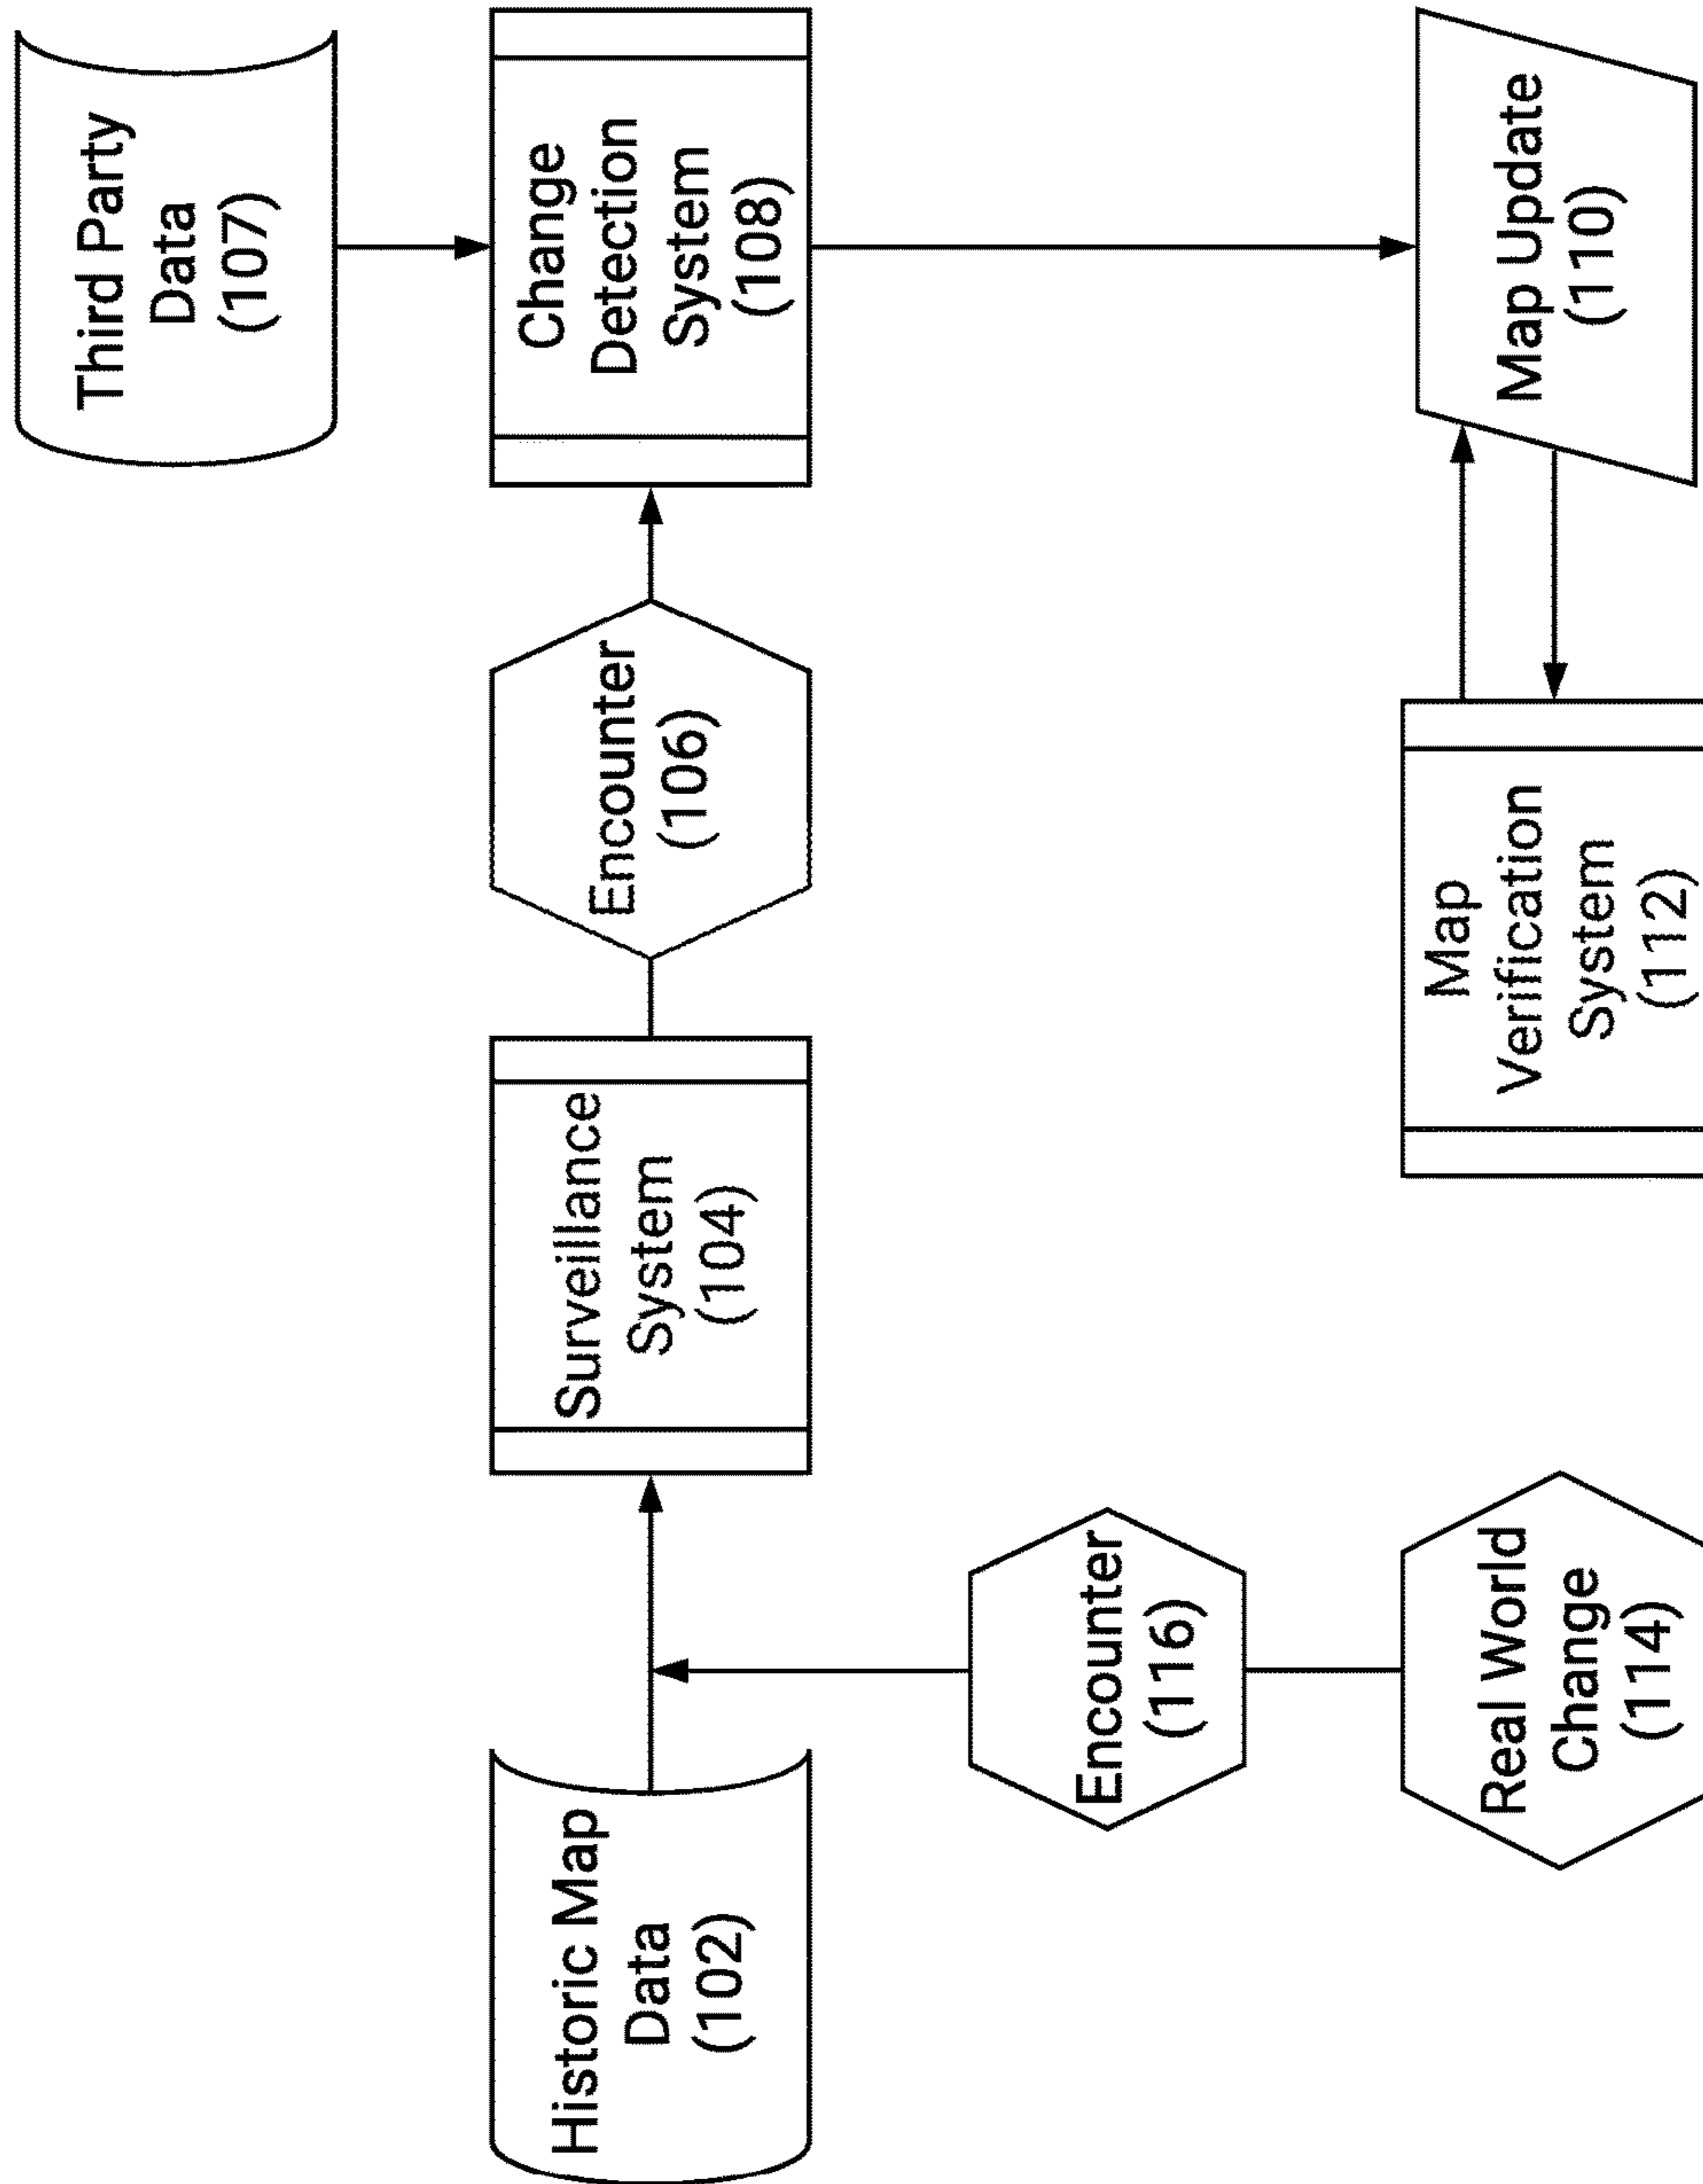 Third Party
Data
(107)
Historic Map
Data
(102)
Surveillance
System
(104)
Encounter
(106)
Change
Detection
System
(108)
Encounter
(116)
Real World
Change
(114)
Map
Verification
System
(112)
Map Update
(110)